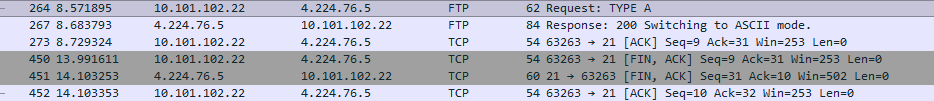 264 8.571895 10.101.102.22 4.224.76.5 FTP 62 Request: TYPE A
267 8.683793 4.224.76.5 10.101.102.22 FTP 84 Response: 200 Switching to ASCII mode.
273 8.729324 10.101.102.22 4.224.76.5 TCP 54 63263 → 21 [ACK] Seq=9 Ack=31 Win=253 Len=0
450 13.991611 10.101.102.22 4.224.76.5 TCP 54 63263 → 21 [FIN, ACK] Seq=9 Ack=31 Win=253 Len=0
451 14.103253 4.224.76.5 10.101.102.22 TCP 60 21 → 63263 [FIN, ACK] Seq=31 Ack=10 Win=502 Len=0
452 14.103353 10.101.102.22 4.224.76.5 TCP 54 63263 → 21 [ACK] Seq=10 Ack=32 Win=253 Len=0